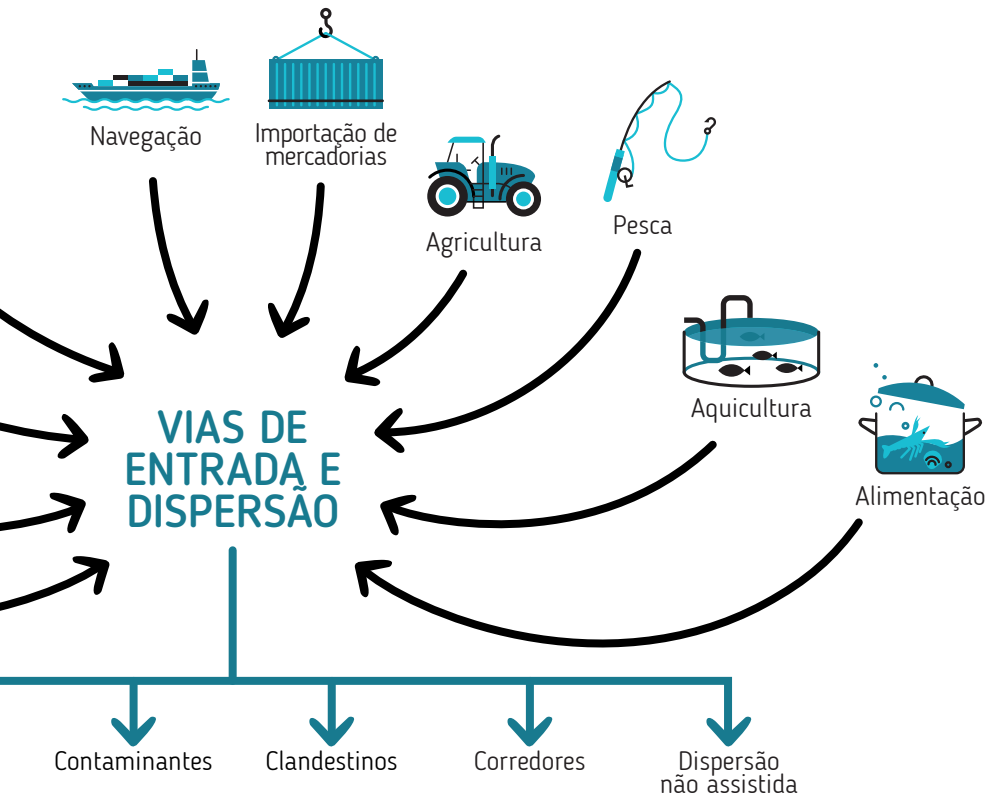 Navegação
Importação de
mercadorias
Agricultura
Pesca
Aquicultura
Alimentação
VIAS DE
ENTRADA E
DISPERSÃO
Contaminantes
Clandestinos
Corredores
Dispersão
não assistida